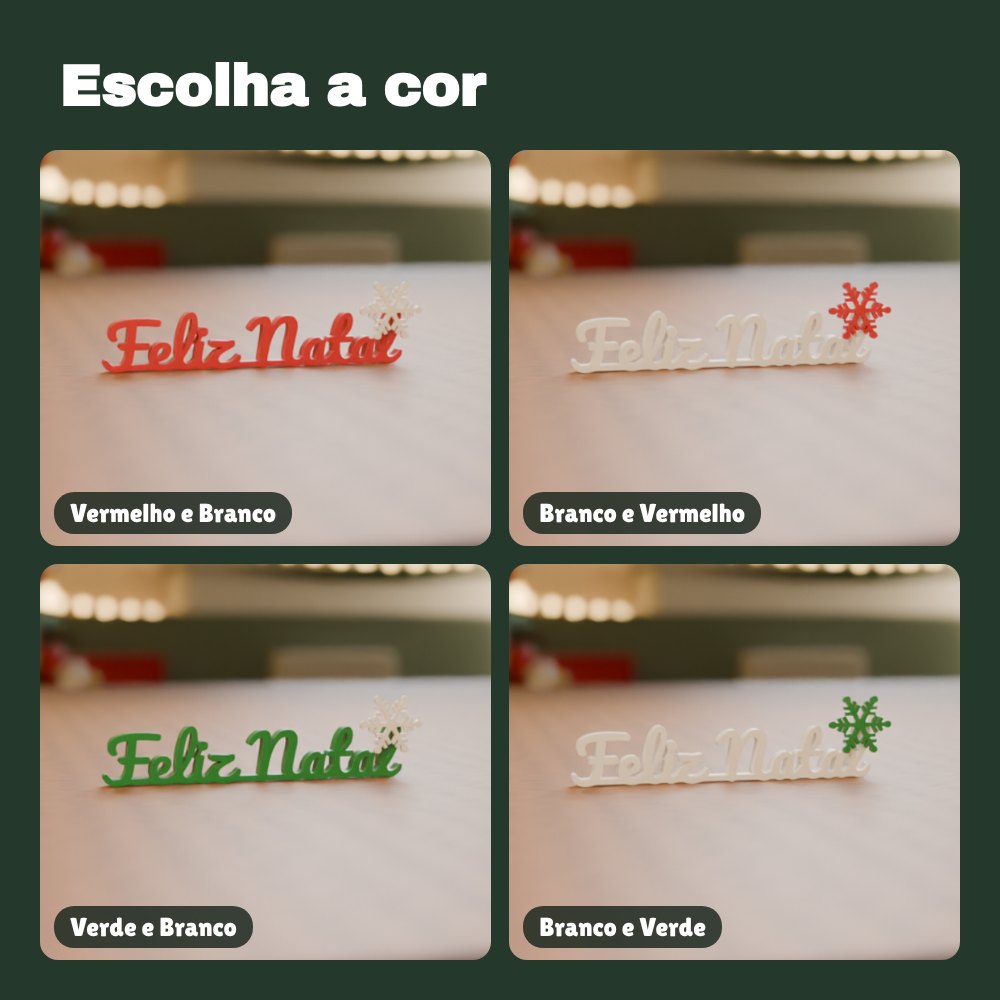 Escolha a cor
Feliz Natal
Vermelho e Branco
Feliz Natal
Branco e Vermelho
Feliz Natal
Verde e Branco
Feliz Natal
Branco e Verde